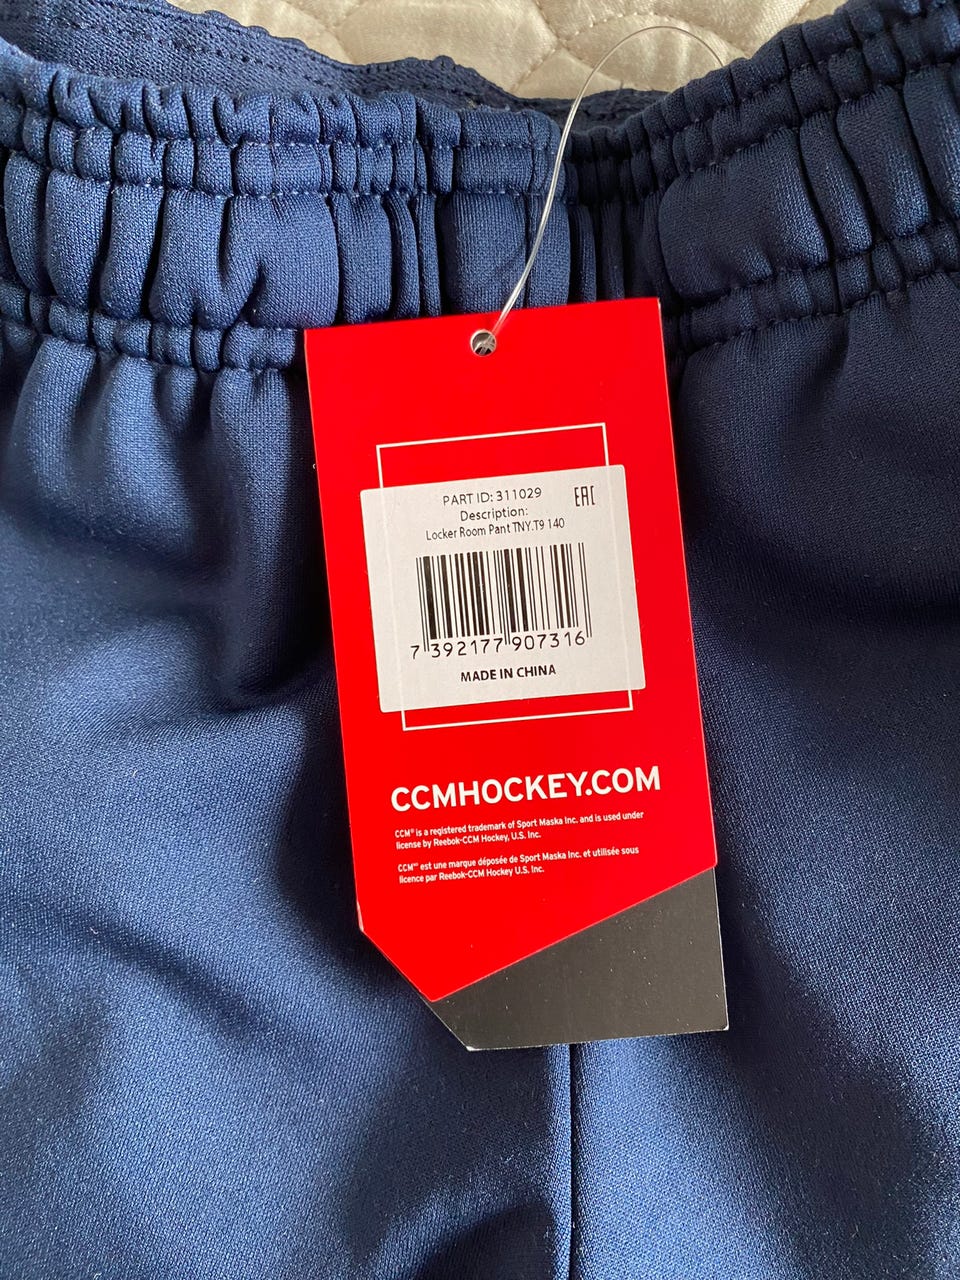 PART ID: 311029
EAC
Description:
Locker Room Pant TNY.T9 140
7 392177 907316
MADE IN CHINA
CCMHOCKEY.COM
CCM® is a registered trademark of Sport Maska Inc. and is used under
license by Reebok-CCM Hockey, U.S. Inc.
CCMᴹᶜ est une marque déposée de Sport Maska Inc. et utilisée sous
licence par Reebok-CCM Hockey U.S. Inc.